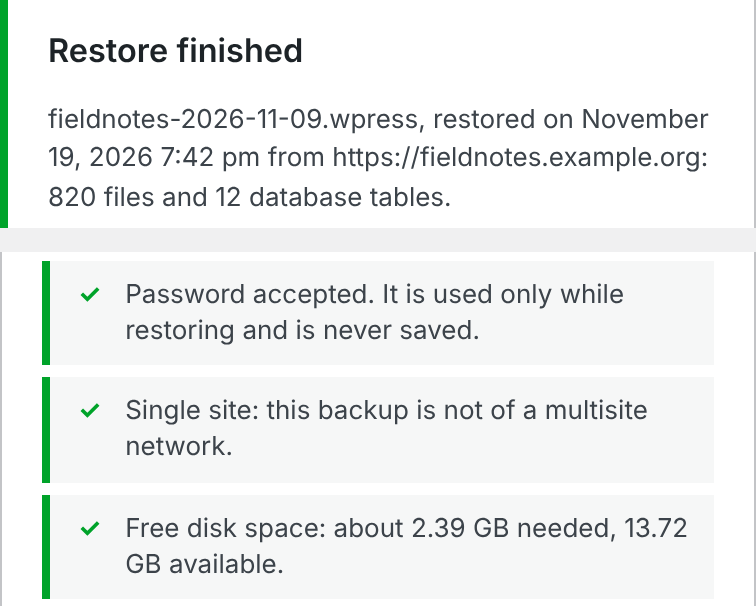 Restore finished
fieldnotes-2026-11-09.wpress, restored on November
19, 2026 7:42 pm from https://fieldnotes.example.org:
820 files and 12 database tables.
Password accepted. It is used only while
restoring and is never saved.
Single site: this backup is not of a multisite
network.
Free disk space: about 2.39 GB needed, 13.72
GB available.